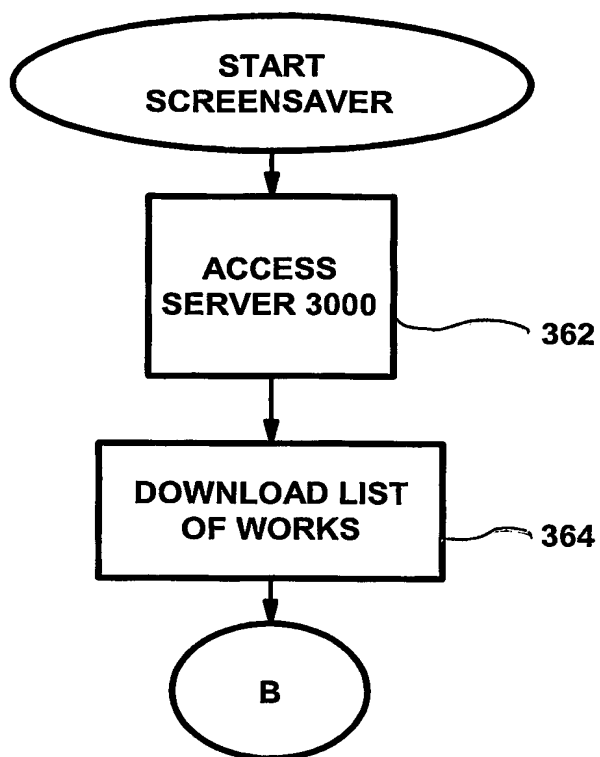 START
SCREENSAVER
ACCESS
SERVER 3000
362
DOWNLOAD LIST
OF WORKS
364
B